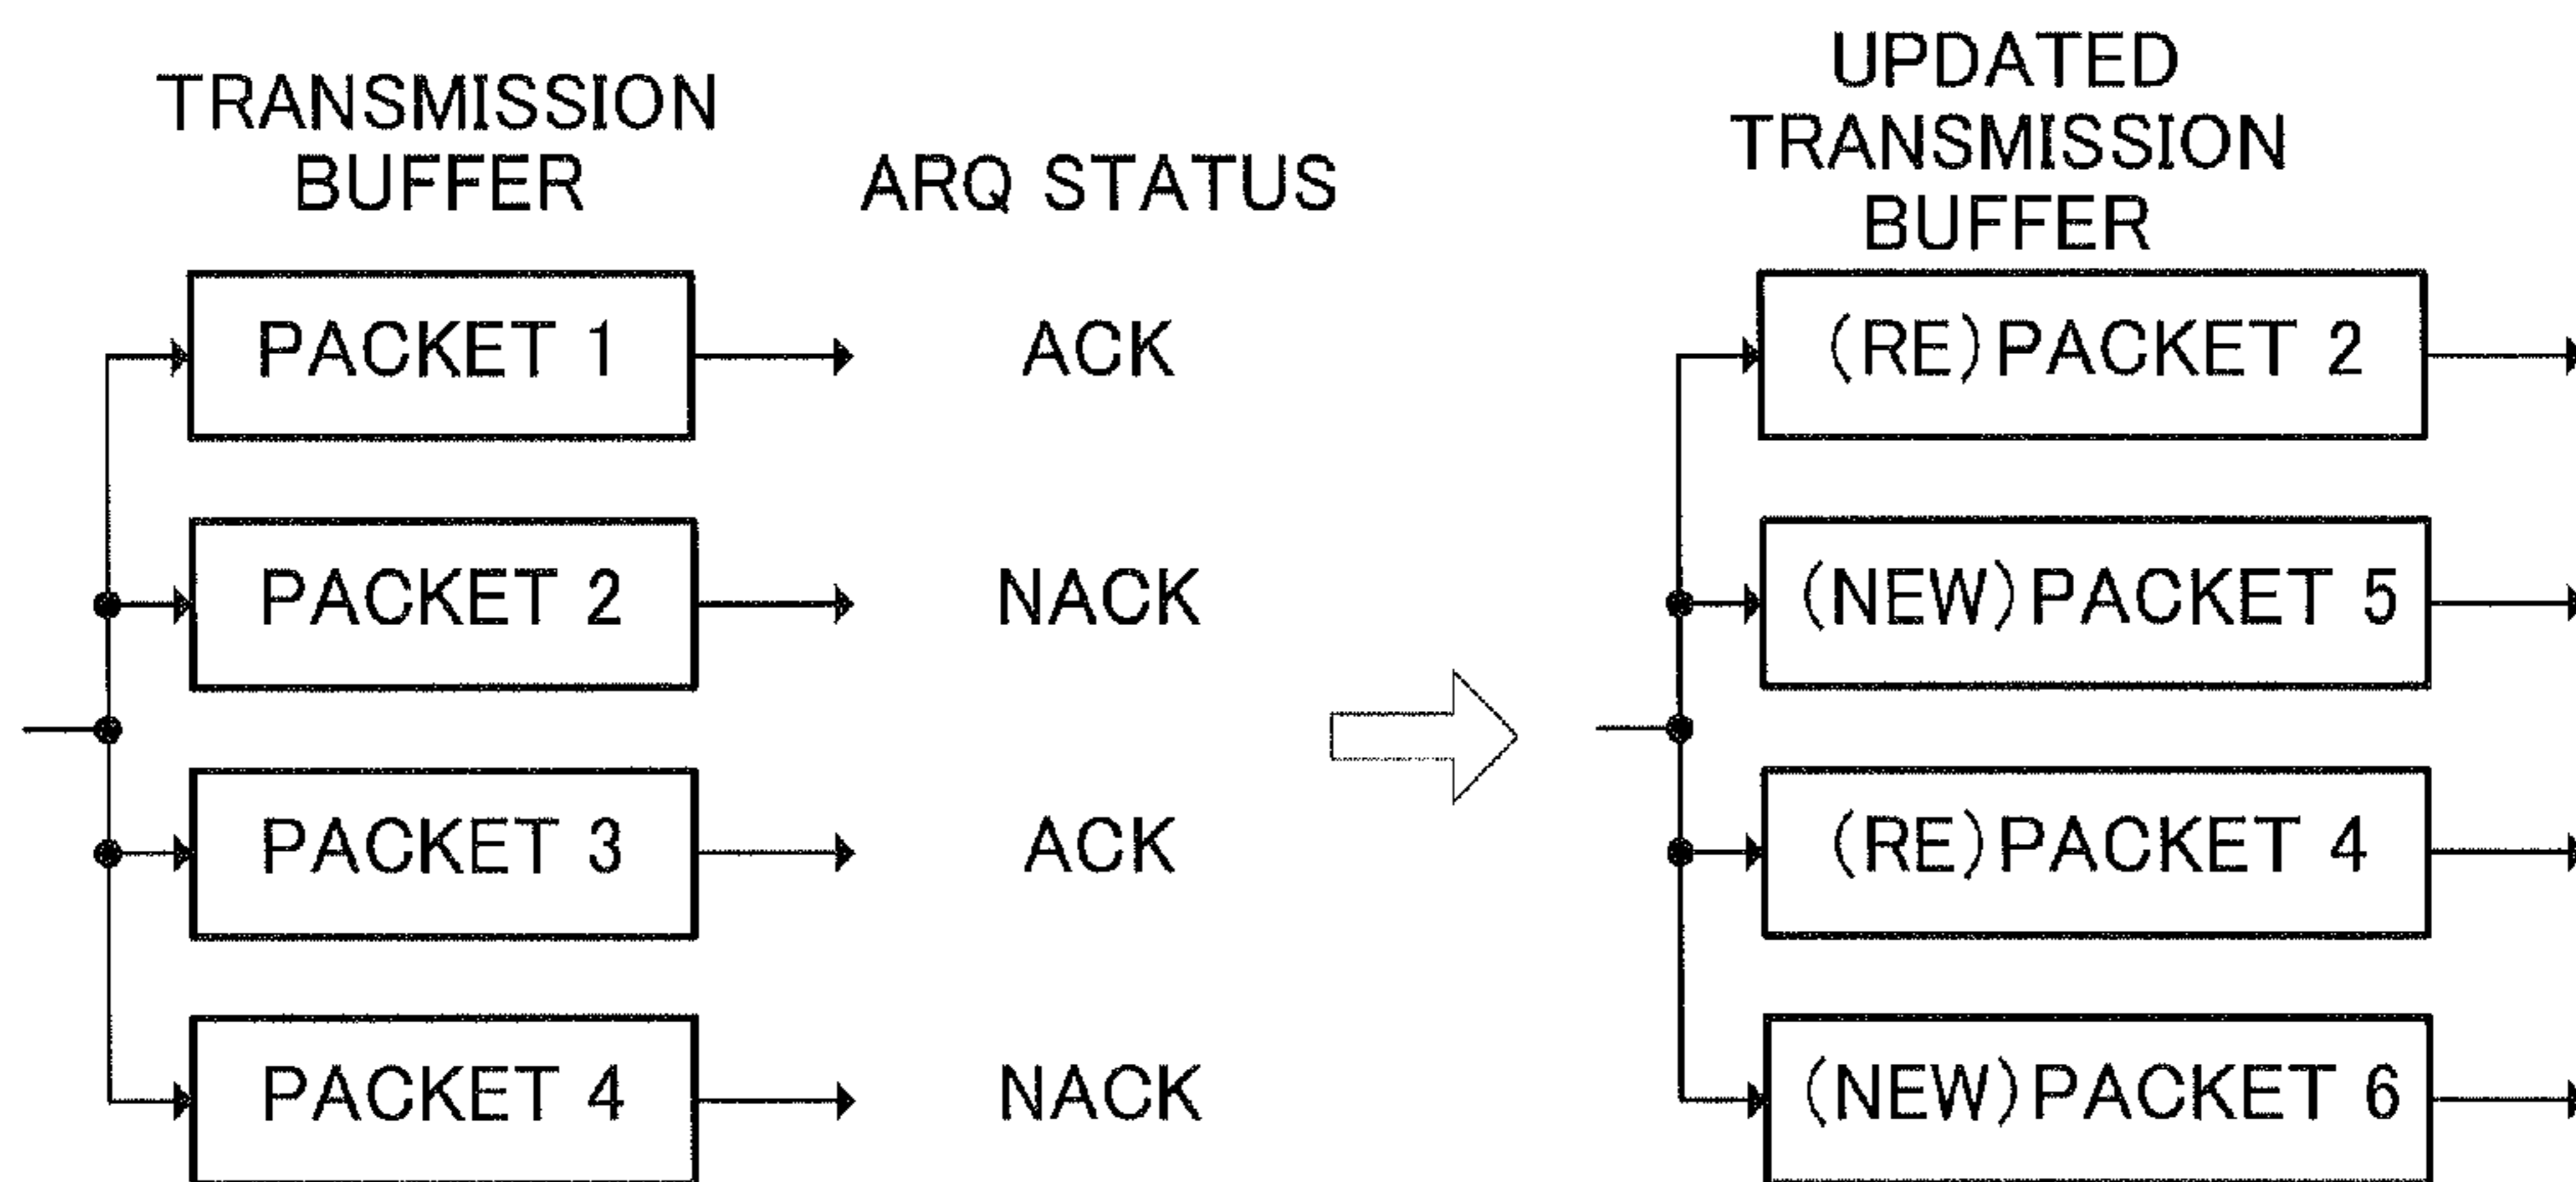 TRANSMISSION
BUFFER
ARQ STATUS
PACKET 1
ACK
PACKET 2
NACK
PACKET 3
ACK
PACKET 4
NACK
UPDATED
TRANSMISSION
BUFFER
(RE)PACKET 2
(NEW)PACKET 5
(RE)PACKET 4
(NEW)PACKET 6